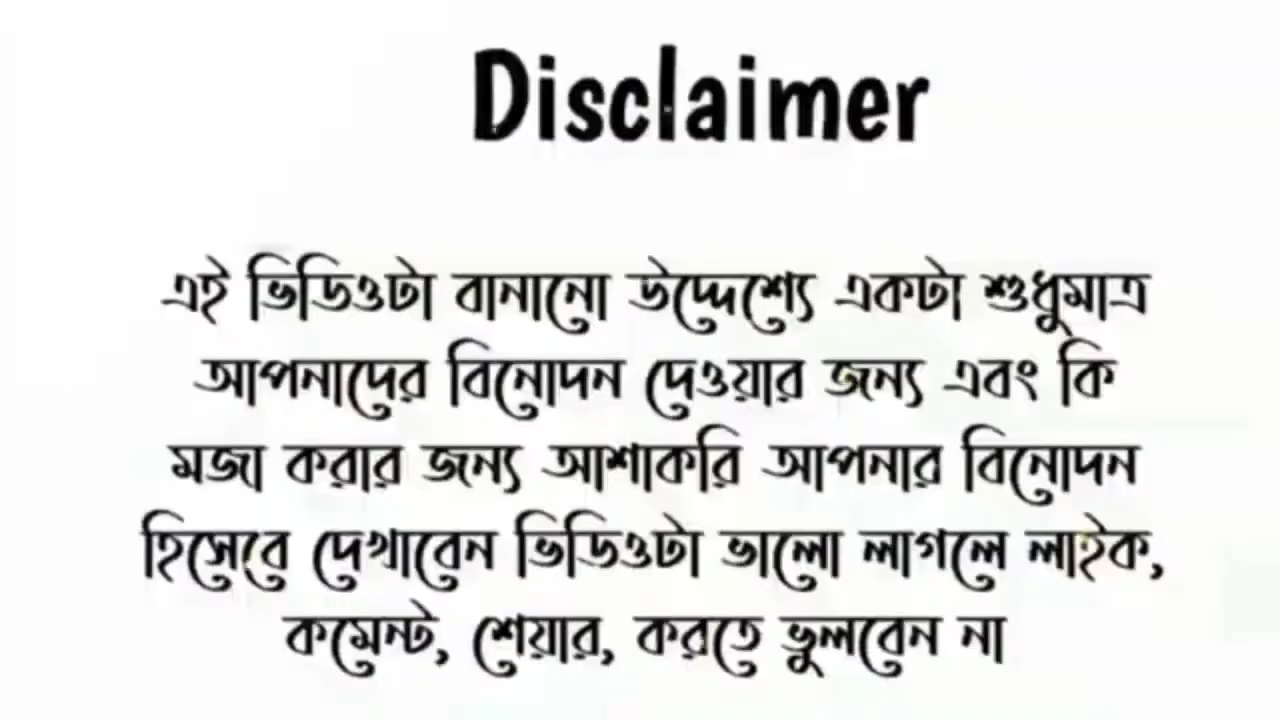 Disclaimer
এই ভিডিওটা বানানো উদ্দেশ্যে একটা শুধুমাত্র
আপনাদের বিনোদন দেওয়ার জন্য এবং কি
মজা করার জন্য আশাকরি আপনার বিনোদন
হিসেবে দেখাবেন ভিডিওটা ভালো লাগলে লাইক,
কমেন্ট, শেয়ার, করতে ভুলবেন না